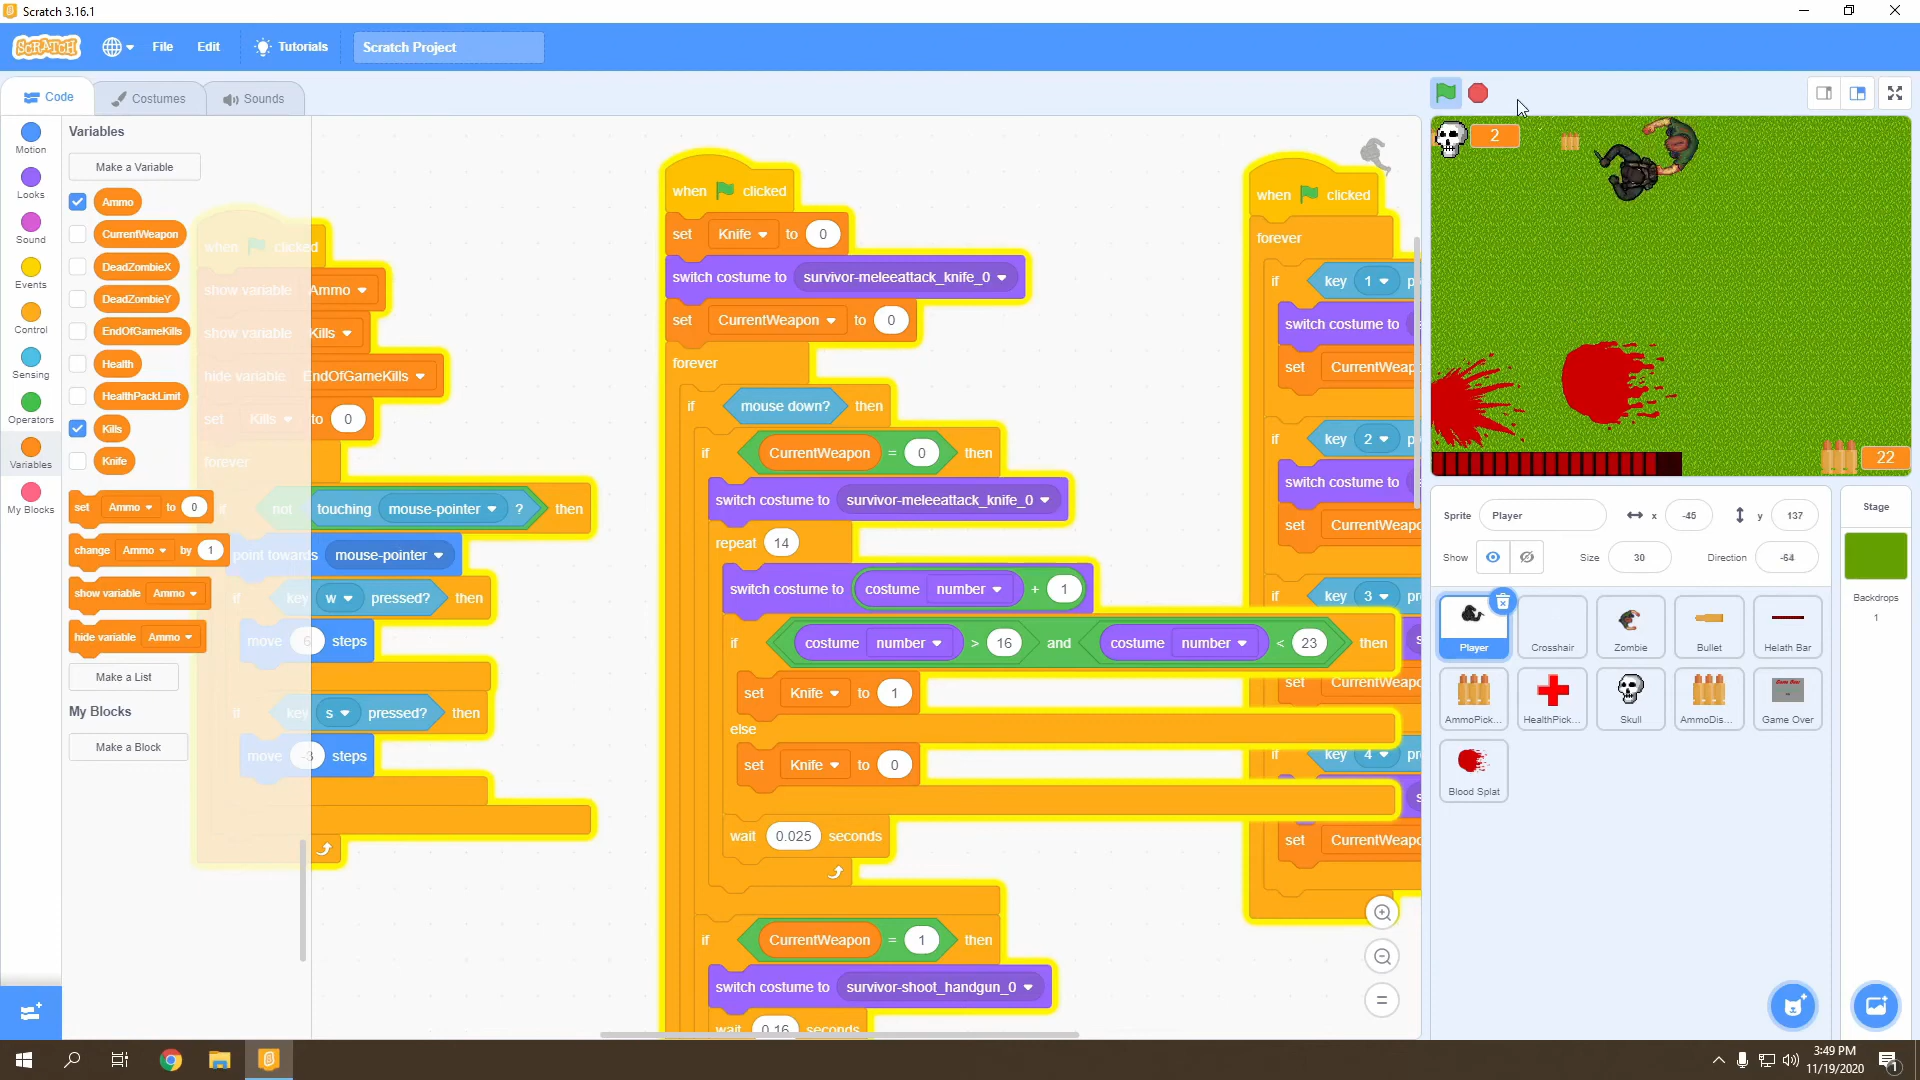 Scratch 3.16.1
SCRATCH File Edit Tutorials Scratch Project
Code Costumes Sounds
Motion
Looks
Sound
Events
Control
Sensing
Operators
Variables
My Blocks
Variables
Make a Variable
Ammo
CurrentWeapon
DeadZombieX
DeadZombieY
EndOfGameKills
Health
HealthPackLimit
Kills
Knife
set Ammo to 0
change Ammo by 1
show variable Ammo
hide variable Ammo
Make a List
My Blocks
Make a Block
when clicked
show variable Ammo
show variable Kills
hide variable EndOfGameKills
set Kills to 0
forever
if not touching mouse-pointer ? then
point towards mouse-pointer
if key w pressed? then
move 6 steps
if key s pressed? then
move -3 steps
when clicked
set Knife to 0
switch costume to survivor-meleeattack_knife_0
set CurrentWeapon to 0
forever
if mouse down? then
if CurrentWeapon = 0 then
switch costume to survivor-meleeattack_knife_0
repeat 14
switch costume to costume number + 1
if costume number > 16 and costume number < 23 then
set Knife to 1
else
set Knife to 0
wait 0.025 seconds
if CurrentWeapon = 1 then
switch costume to survivor-shoot_handgun_0
wait 0.16 seconds
when clicked
forever
if key 1
switch costume to
set CurrentWeap
if key 2
switch costume to
set CurrentWeap
if key 3
set CurrentWeap
if key 4
set CurrentWeap
2
22
Sprite Player x -45 y 137
Show Size 30 Direction -64
Player
Crosshair
Zombie
Bullet
Helath Bar
AmmoPick...
HealthPick...
Skull
AmmoDis...
Game Over
Blood Splat
Stage
Backdrops
1
3:49 PM
11/19/2020
1